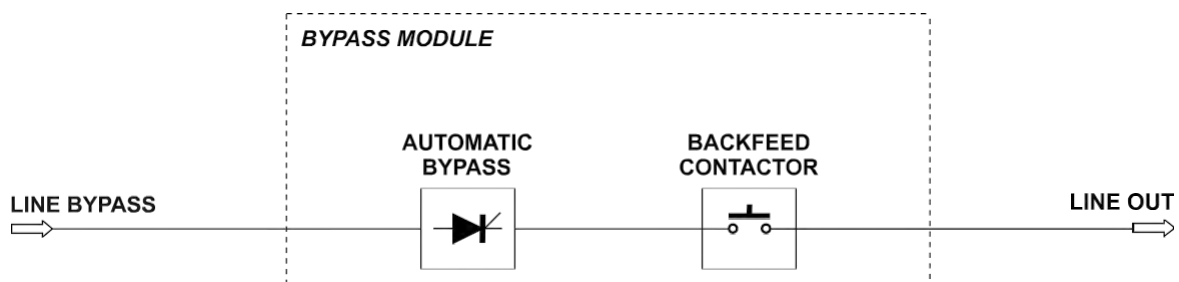 BYPASS MODULE
AUTOMATIC
BYPASS
BACKFEED
CONTACTOR
LINE BYPASS
LINE OUT